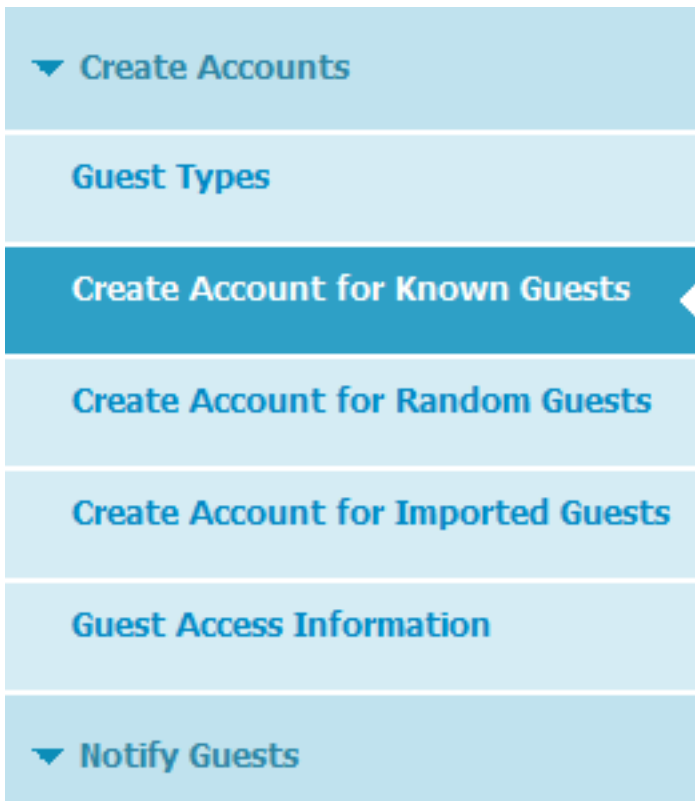 Create Accounts
Guest Types
Create Account for Known Guests
Create Account for Random Guests
Create Account for Imported Guests
Guest Access Information
Notify Guests